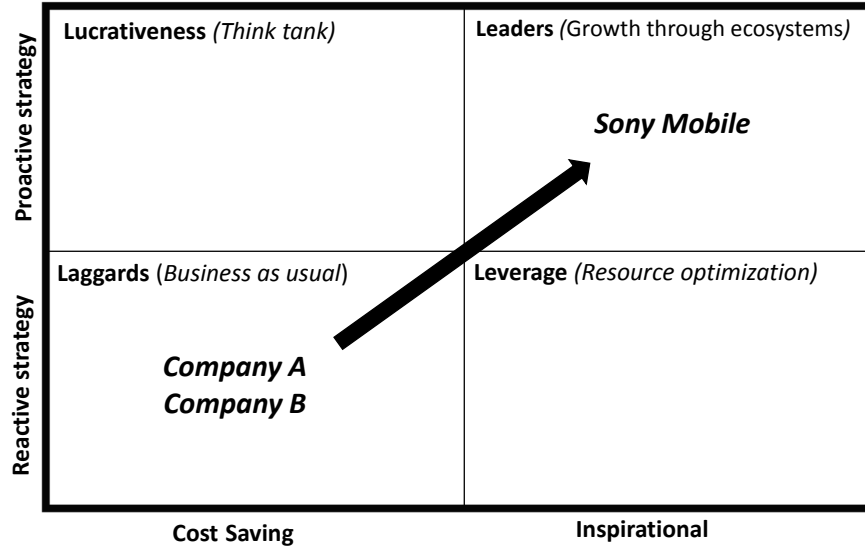 Proactive strategy
Lucrativeness (Think tank)
Leaders (Growth through ecosystems)
Sony Mobile
Reactive strategy
Laggards (Business as usual)
Leverage (Resource optimization)
Company A
Company B
Cost Saving
Inspirational